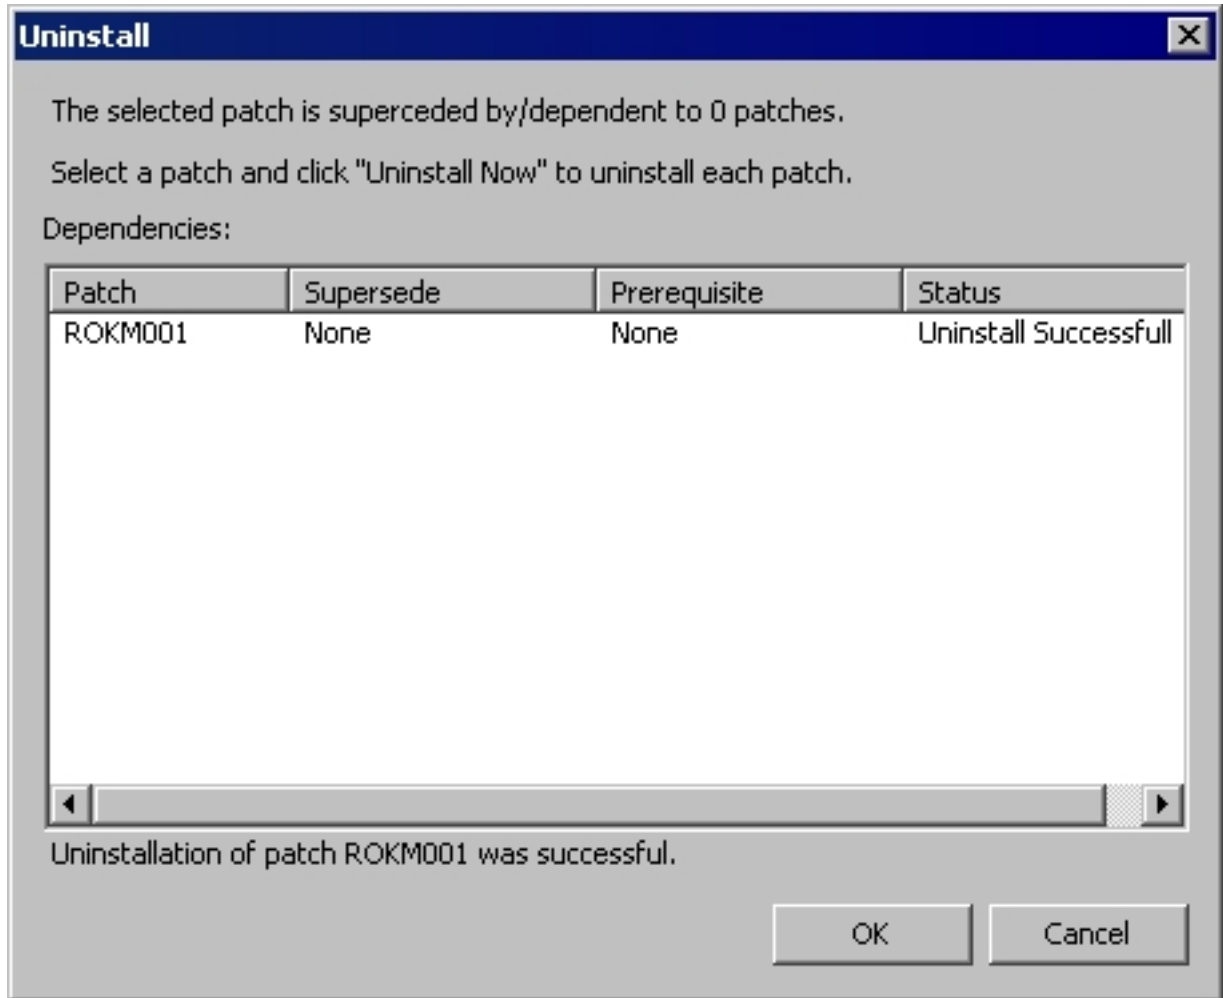 Uninstall
The selected patch is superceded by/dependent to 0 patches.
Select a patch and click "Uninstall Now" to uninstall each patch.
Dependencies:
Patch Supersede Prerequisite Status
ROKM001 None None Uninstall Successfull
Uninstallation of patch ROKM001 was successful.
OK Cancel